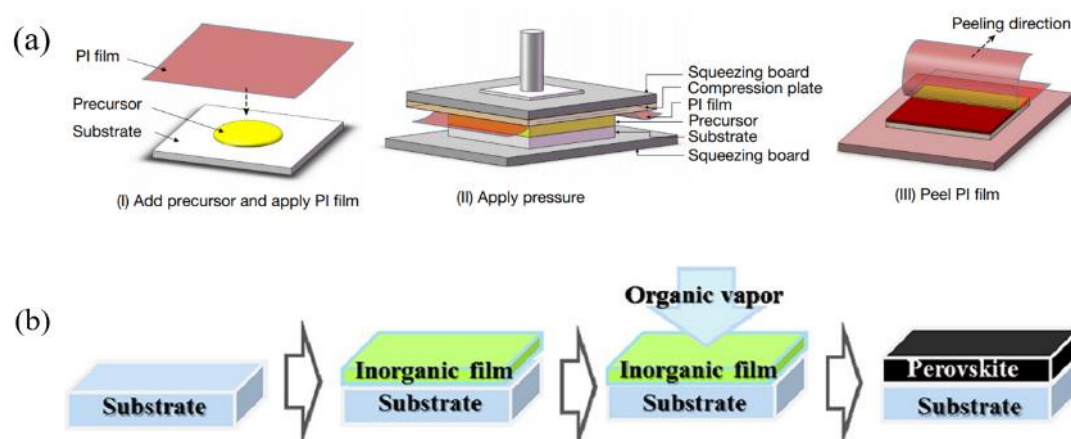 (a)
PI film
Precursor
Substrate
(I) Add precursor and apply PI film
Squeezing board
Compression plate
PI film
Precursor
Substrate
Squeezing board
(II) Apply pressure
Peeling direction
(III) Peel PI film
(b)
Substrate
Inorganic film
Substrate
Organic vapor
Inorganic film
Substrate
Perovskite
Substrate